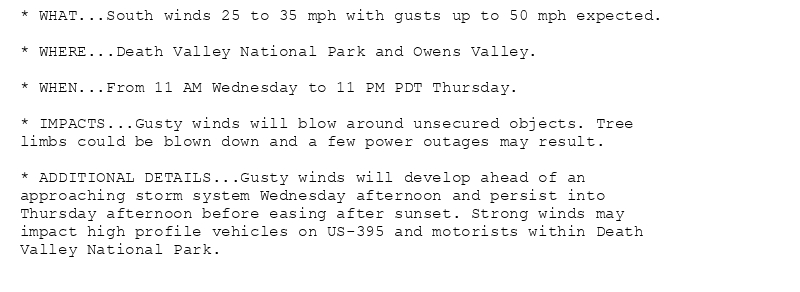 * WHAT...South winds 25 to 35 mph with gusts up to 50 mph expected.
* WHERE...Death Valley National Park and Owens Valley.
* WHEN...From 11 AM Wednesday to 11 PM PDT Thursday.
* IMPACTS...Gusty winds will blow around unsecured objects. Tree
limbs could be blown down and a few power outages may result.
* ADDITIONAL DETAILS...Gusty winds will develop ahead of an
approaching storm system Wednesday afternoon and persist into
Thursday afternoon before easing after sunset. Strong winds may
impact high profile vehicles on US-395 and motorists within Death
Valley National Park.